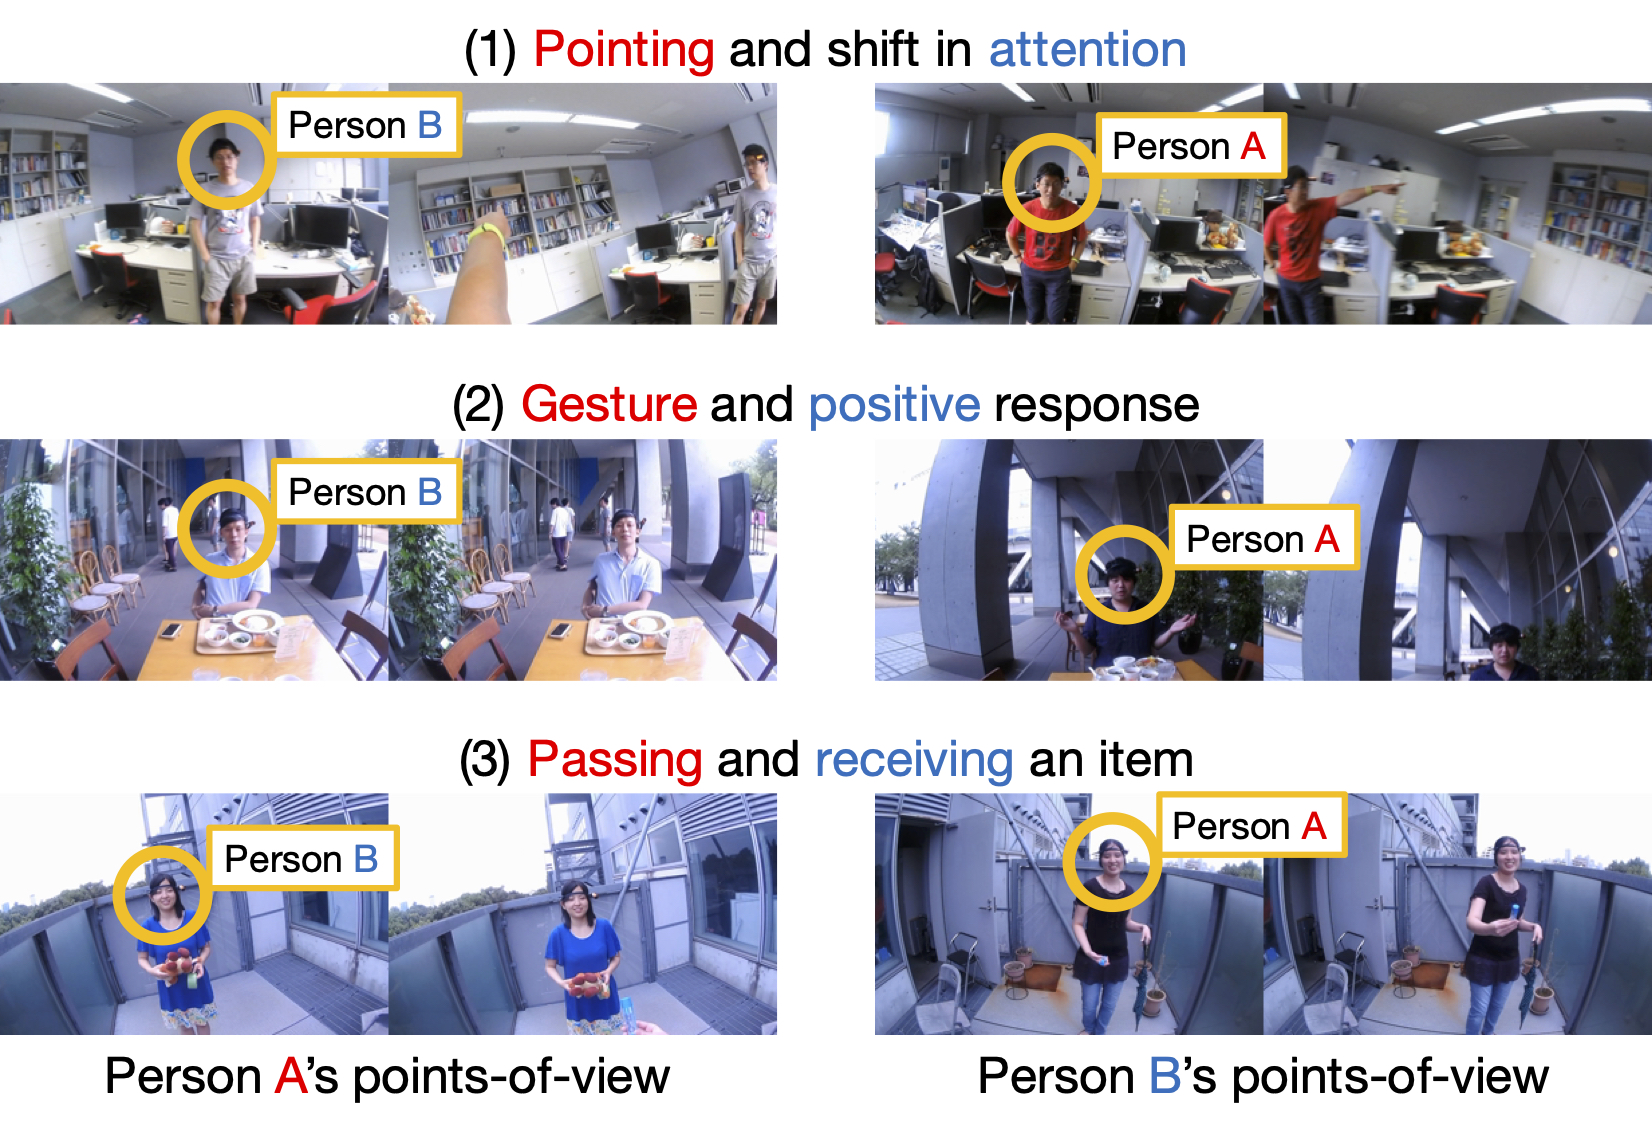 (1) Pointing and shift in attention
Person B
Person A
(2) Gesture and positive response
Person B
Person A
(3) Passing and receiving an item
Person B
Person A
Person A's points-of-view
Person B's points-of-view